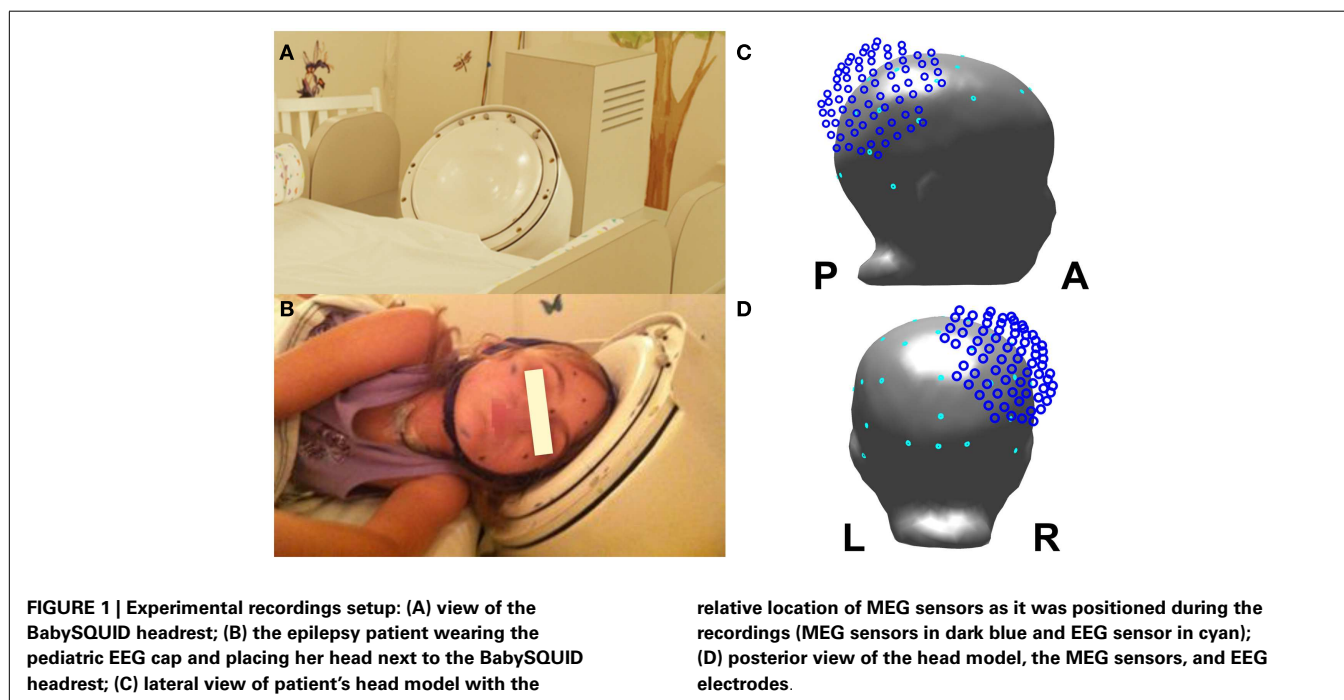 A
B
C
P A
D
L R
FIGURE 1 | Experimental recordings setup: (A) view of the
BabySQUID headrest; (B) the epilepsy patient wearing the
pediatric EEG cap and placing her head next to the BabySQUID
headrest; (C) lateral view of patient's head model with the
relative location of MEG sensors as it was positioned during the
recordings (MEG sensors in dark blue and EEG sensor in cyan);
(D) posterior view of the head model, the MEG sensors, and EEG
electrodes.